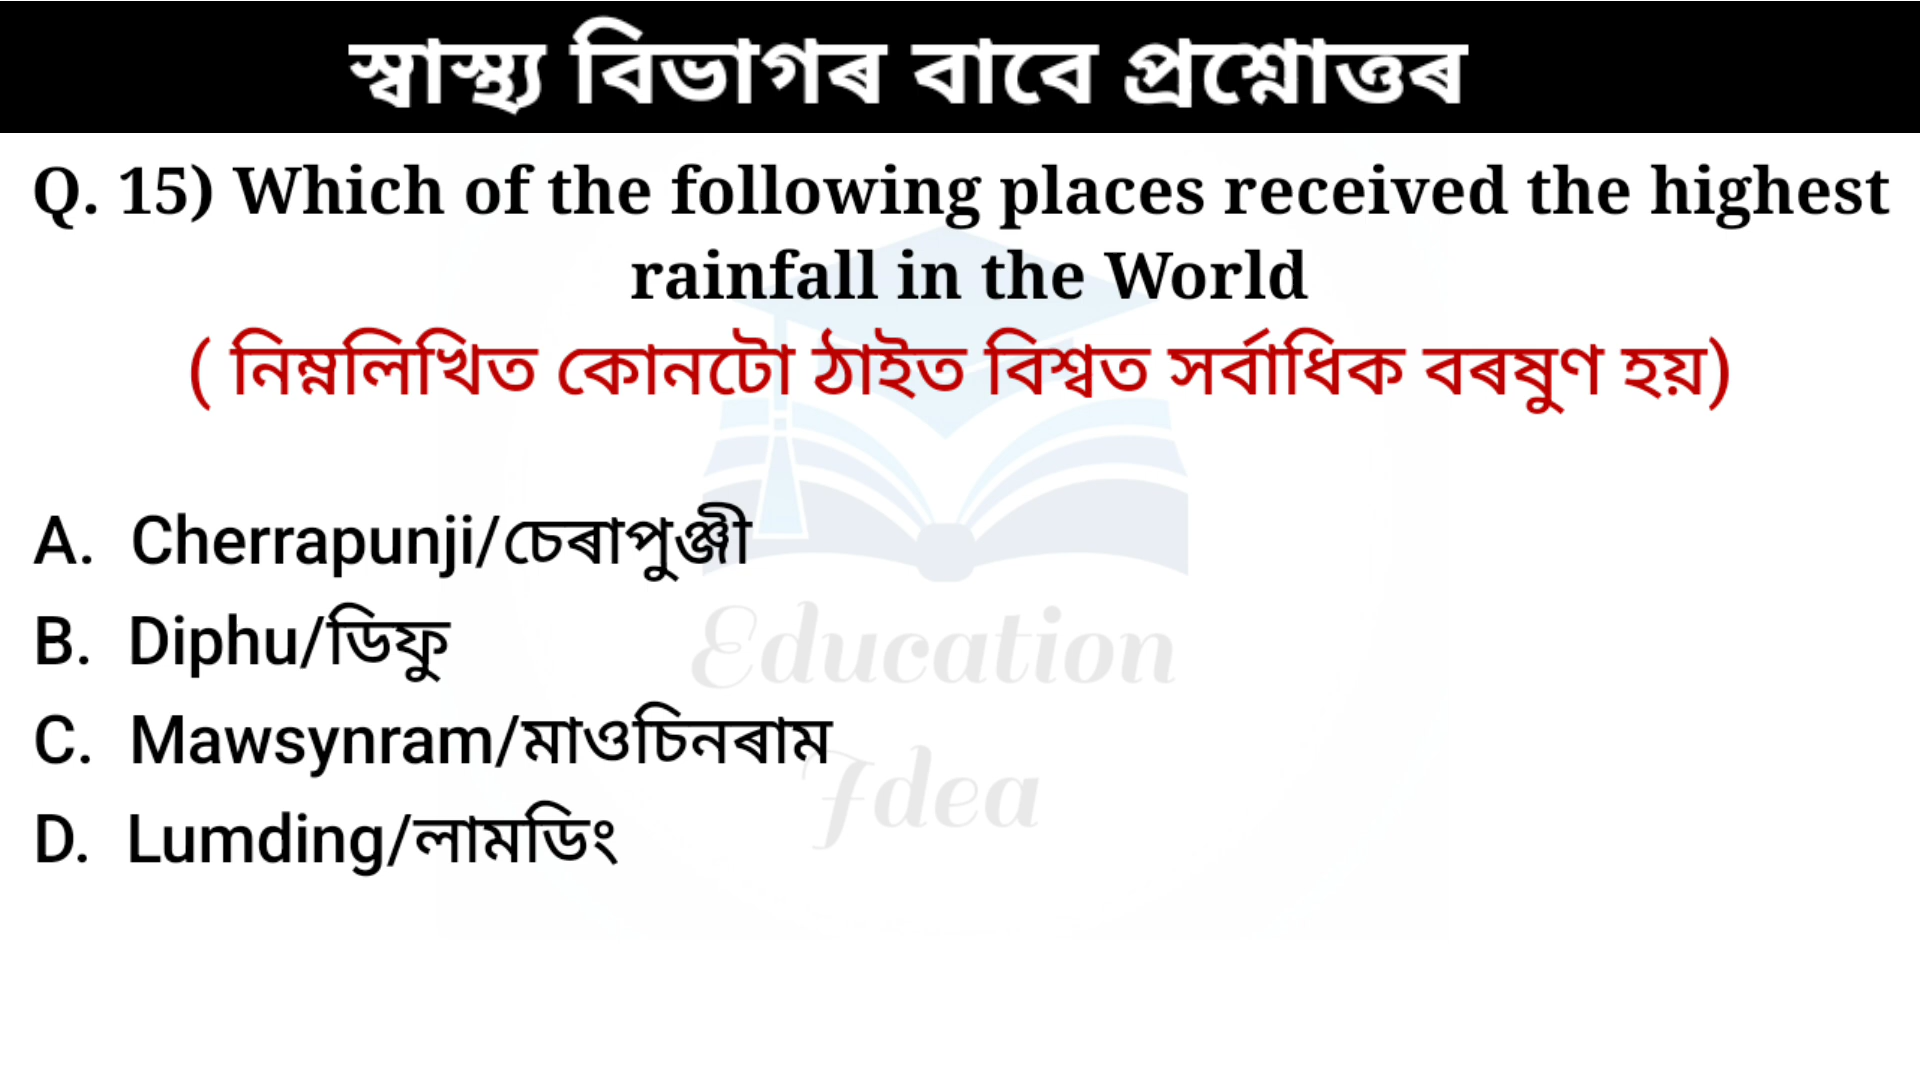 স্বাস্থ্য বিভাগৰ বাবে প্ৰশ্নোত্তৰ
Q. 15) Which of the following places received the highest
rainfall in the World
( নিম্নলিখিত কোনটো ঠাইত বিশ্বত সৰ্বাধিক বৰষুণ হয়)
A. Cherrapunji/চেৰাপুঞ্জী
B. Diphu/ডিফু
C. Mawsynram/মাওচিনৰাম
D. Lumding/লামডিং
Education
Idea